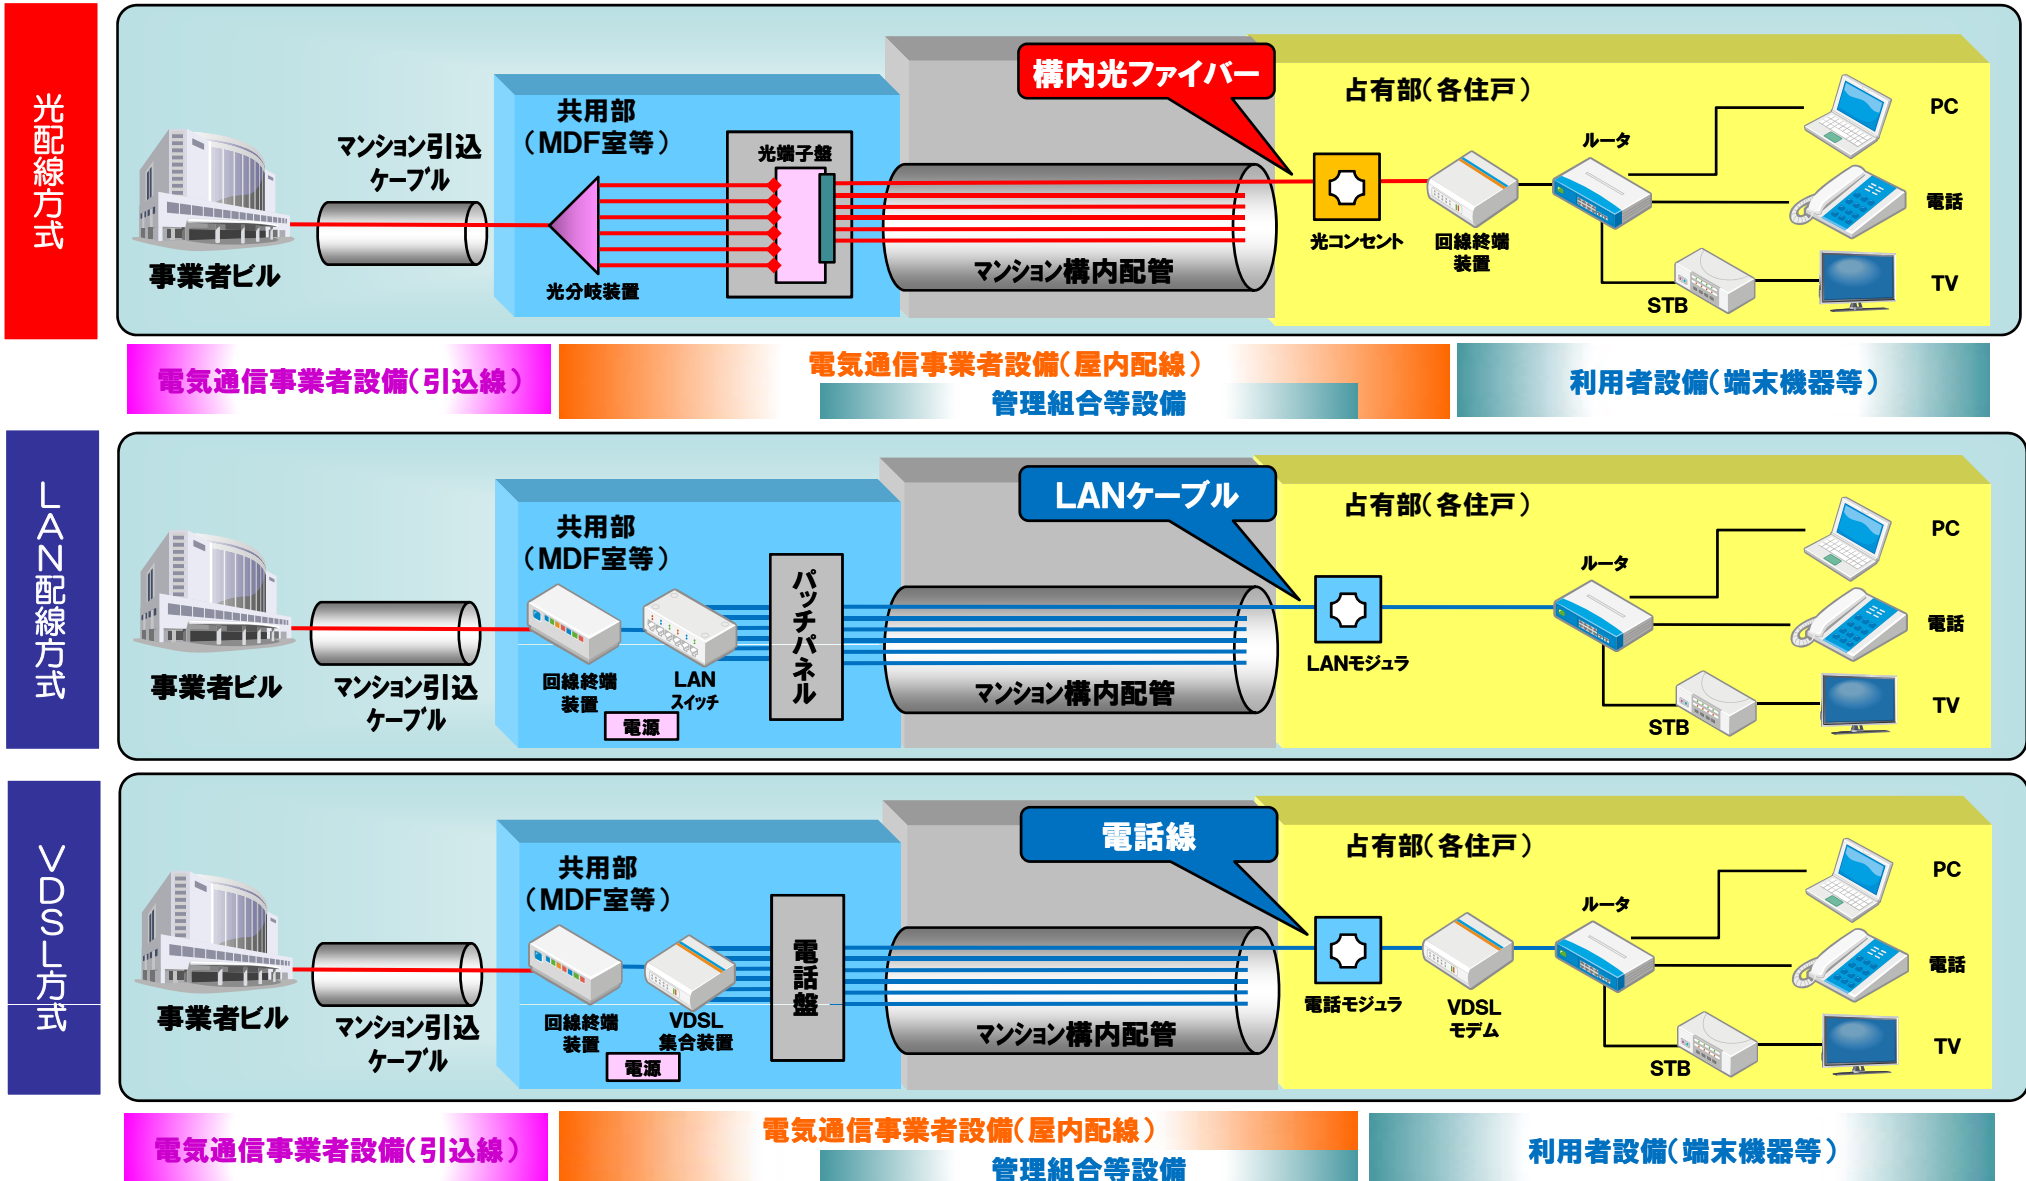 光配線方式
構内光ファイバー
共用部
（MDF室等）
占有部（各住戸）
マンション引込
ケーブル
光端子盤
ルータ
PC
電話
TV
事業者ビル
光分岐装置
マンション構内配管
光コンセント
回線終端
装置
STB
電気通信事業者設備（引込線）
電気通信事業者設備（屋内配線）
管理組合等設備
利用者設備（端末機器等）
LAN配線方式
LANケーブル
共用部
（MDF室等）
占有部（各住戸）
パッチパネル
ルータ
PC
電話
TV
事業者ビル
マンション引込
ケーブル
回線終端
装置
LAN
スイッチ
電源
マンション構内配管
LANモジュラ
STB
VDSL方式
電話線
共用部
（MDF室等）
占有部（各住戸）
電話盤
ルータ
PC
電話
TV
事業者ビル
マンション引込
ケーブル
回線終端
装置
VDSL
集合装置
電源
マンション構内配管
電話モジュラ
VDSL
モデム
STB
電気通信事業者設備（引込線）
電気通信事業者設備（屋内配線）
管理組合等設備
利用者設備（端末機器等）